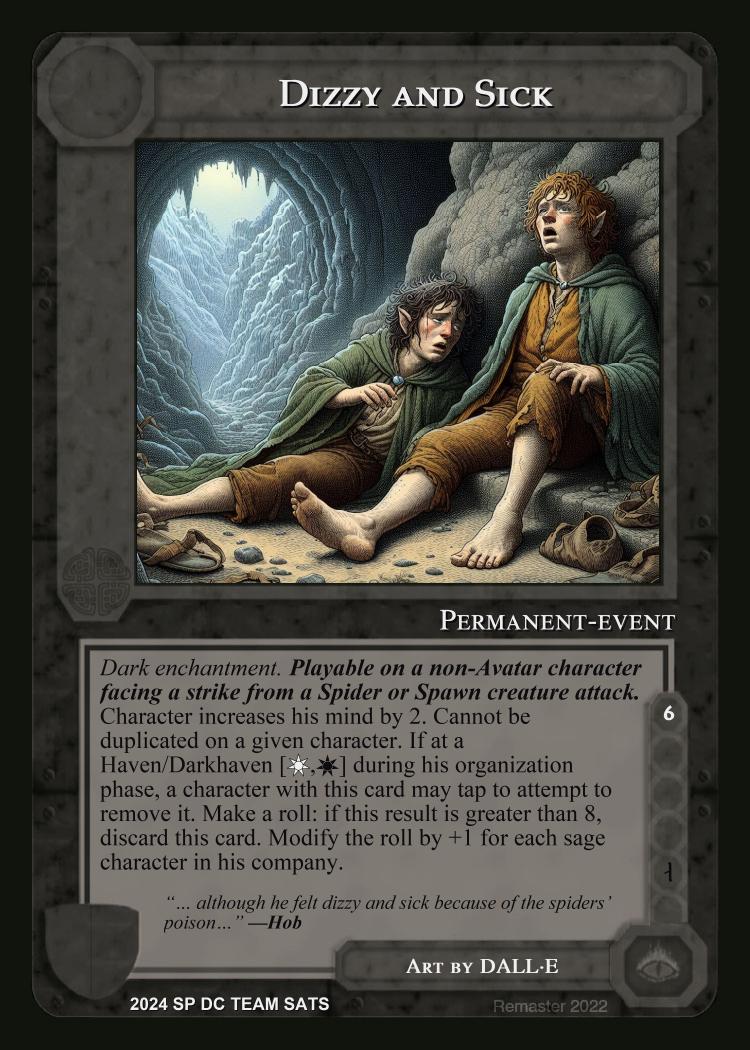 Dizzy and Sick
Permanent-event
Dark enchantment. Playable on a non-Avatar character
facing a strike from a Spider or Spawn creature attack.
Character increases his mind by 2. Cannot be
duplicated on a given character. If at a
Haven/Darkhaven [☀,☀] during his organization
phase, a character with this card may tap to attempt to
remove it. Make a roll: if this result is greater than 8,
discard this card. Modify the roll by +1 for each sage
character in his company.
6
“... although he felt dizzy and sick because of the spiders’
poison...” —Hob
Art by DALL·E
2024 SP DC TEAM SATS
Remaster 2022